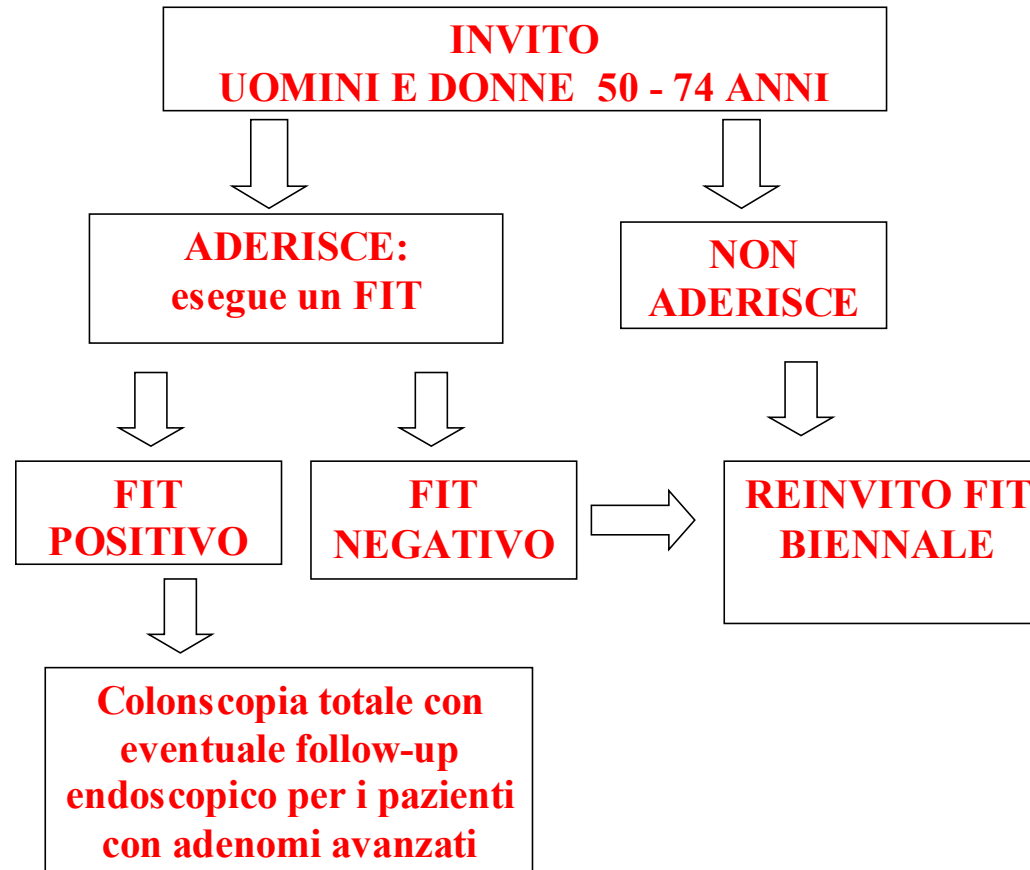 INVITO
UOMINI E DONNE 50 - 74 ANNI
ADERISCE:
esegue un FIT
NON
ADERISCE
FIT
POSITIVO
FIT
NEGATIVO
REINVITO FIT
BIENNALE
Colonscopia totale con
eventuale follow-up
endoscopico per i pazienti
con adenomi avanzati